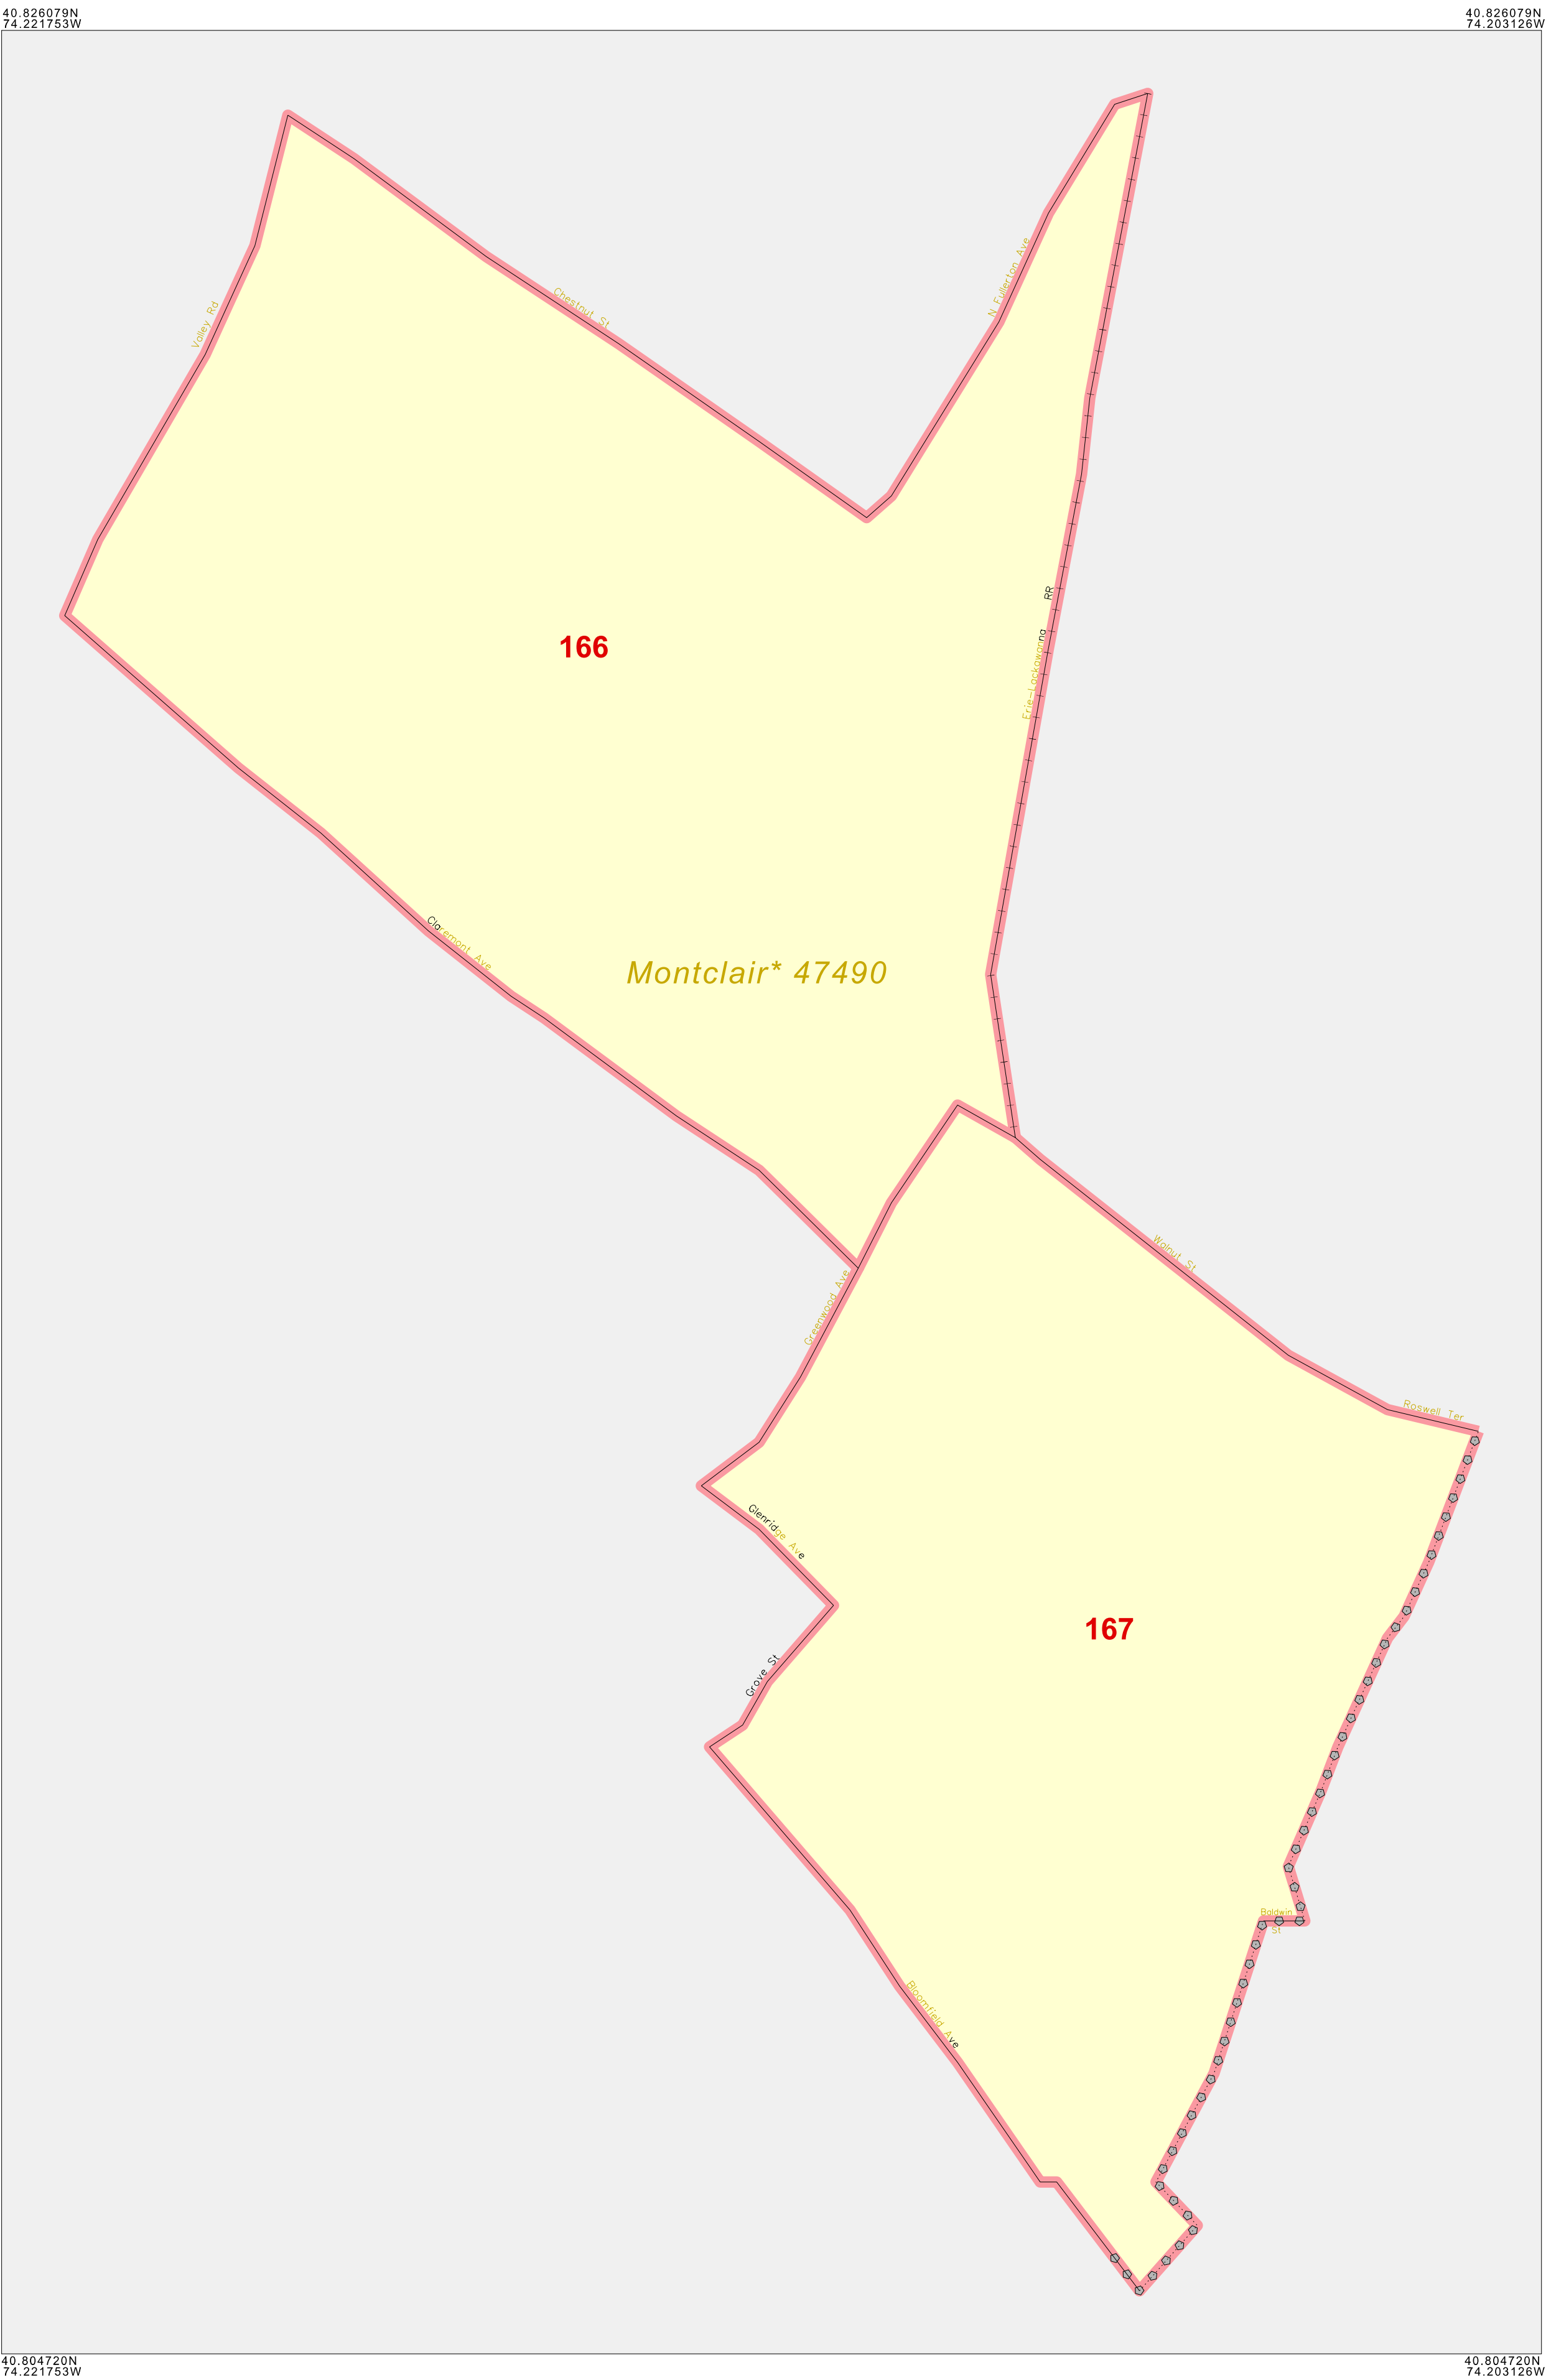 40.826079N
74.221753W
40.826079N
74.203126W
Valley Rd
Chestnut St
N Fullerton Ave
Erie-Lackawanna RR
166
Claremont Ave
Montclair* 47490
Walnut St
Greenwood Ave
Roswell Ter
Glenridge Ave
167
Grove St
Baldwin
St
Bloomfield Ave
40.804720N
74.221753W
40.804720N
74.203126W